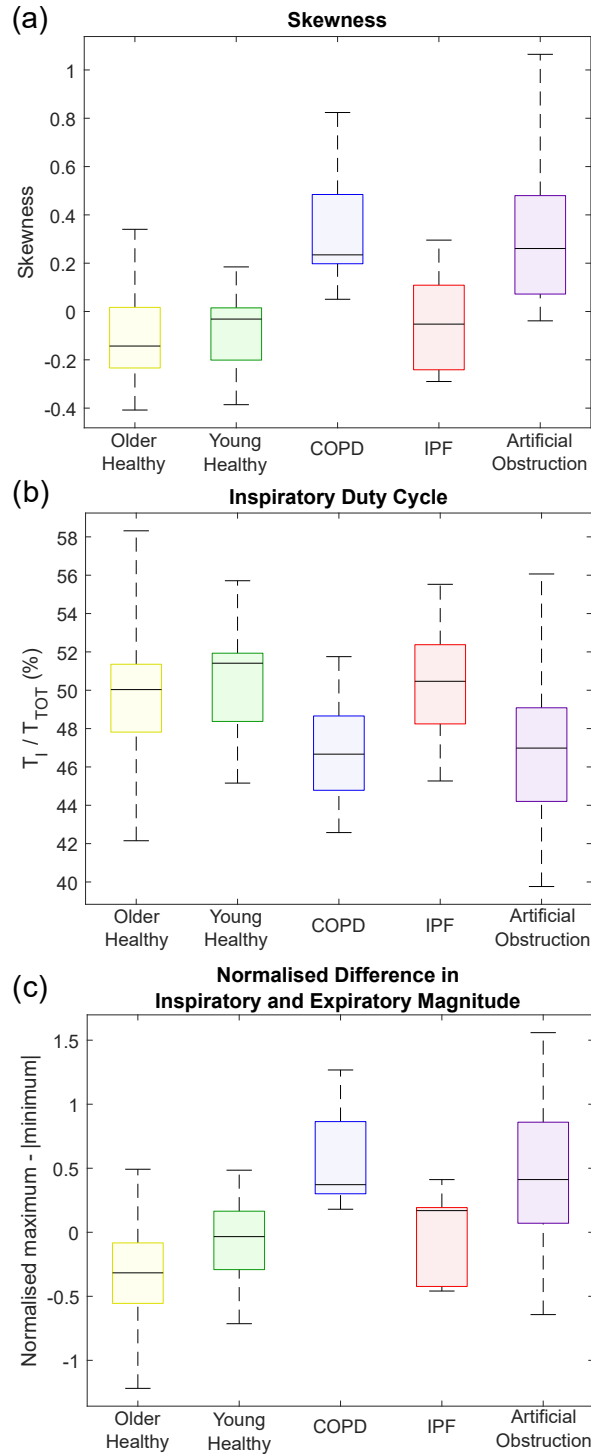 (a)
Skewness
Skewness
1
0.8
0.6
0.4
0.2
0
-0.2
-0.4
Older
Healthy
Young
Healthy
COPD
IPF
Artificial
Obstruction
(b)
Inspiratory Duty Cycle
T_I / T_TOT (%)
58
56
54
52
50
48
46
44
42
40
Older
Healthy
Young
Healthy
COPD
IPF
Artificial
Obstruction
(c)
Normalised Difference in
Inspiratory and Expiratory Magnitude
Normalised maximum - |minimum|
1.5
1
0.5
0
-0.5
-1
Older
Healthy
Young
Healthy
COPD
IPF
Artificial
Obstruction